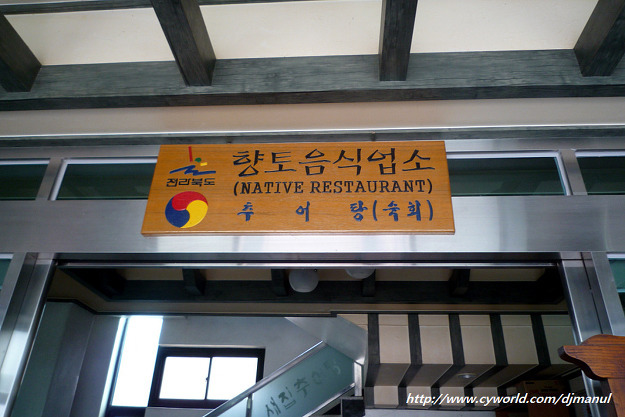 향토음식업소
전라북도
(NATIVE RESTAURANT)
추 어 탕(숙회)
http://www.cyworld.com/djmanul